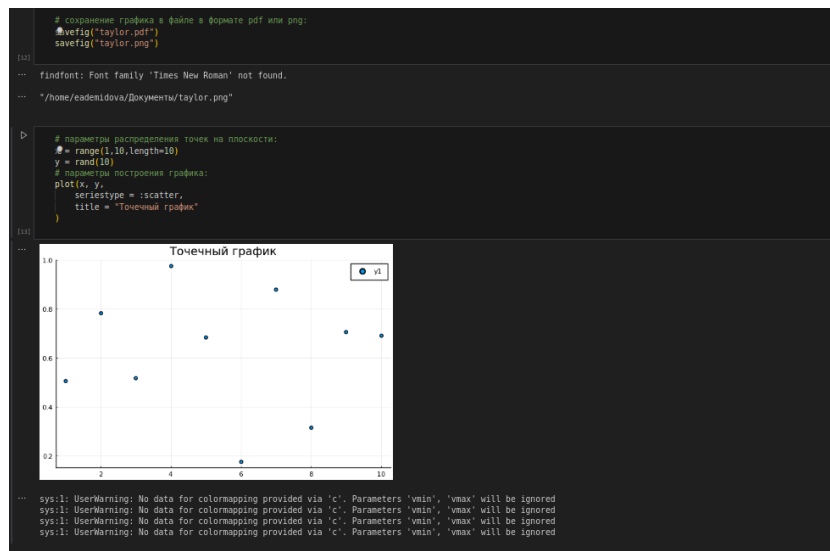 # сохранение графика в файле в формате pdf или png:
savefig("taylor.pdf")
savefig("taylor.png")
[12]
... findfont: Font family 'Times New Roman' not found.
... "/home/eademidova/Документы/taylor.png"
# параметры распределения точек на плоскости:
= range(1,10,length=10)
y = rand(10)
# параметры построения графика:
plot(x, y,
seriestype = :scatter,
title = "Точечный график"
)
[13]
...
Точечный график
y1
1.0
0.8
0.6
0.4
0.2
2 4 6 8 10
... sys:1: UserWarning: No data for colormapping provided via 'c'. Parameters 'vmin', 'vmax' will be ignored
sys:1: UserWarning: No data for colormapping provided via 'c'. Parameters 'vmin', 'vmax' will be ignored
sys:1: UserWarning: No data for colormapping provided via 'c'. Parameters 'vmin', 'vmax' will be ignored
sys:1: UserWarning: No data for colormapping provided via 'c'. Parameters 'vmin', 'vmax' will be ignored